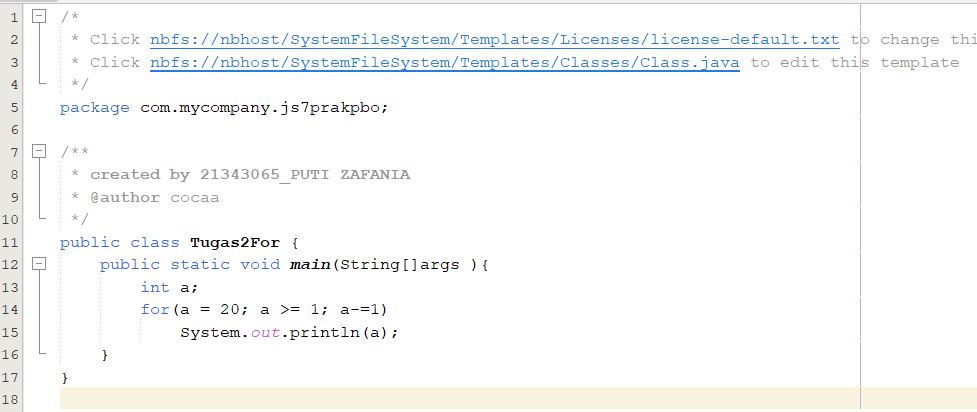 1 /*
2 * Click nbfs://nbhost/SystemFileSystem/Templates/Licenses/license-default.txt to change thi
3 * Click nbfs://nbhost/SystemFileSystem/Templates/Classes/Class.java to edit this template
4 */
5 package com.mycompany.js7prakpbo;
6
7 /**
8 * created by 21343065_PUTI ZAFANIA
9 * @author cocaa
10 */
11 public class Tugas2For {
12 public static void main(String[]args ){
13 int a;
14 for(a = 20; a >= 1; a-=1)
15 System.out.println(a);
16 }
17 }
18